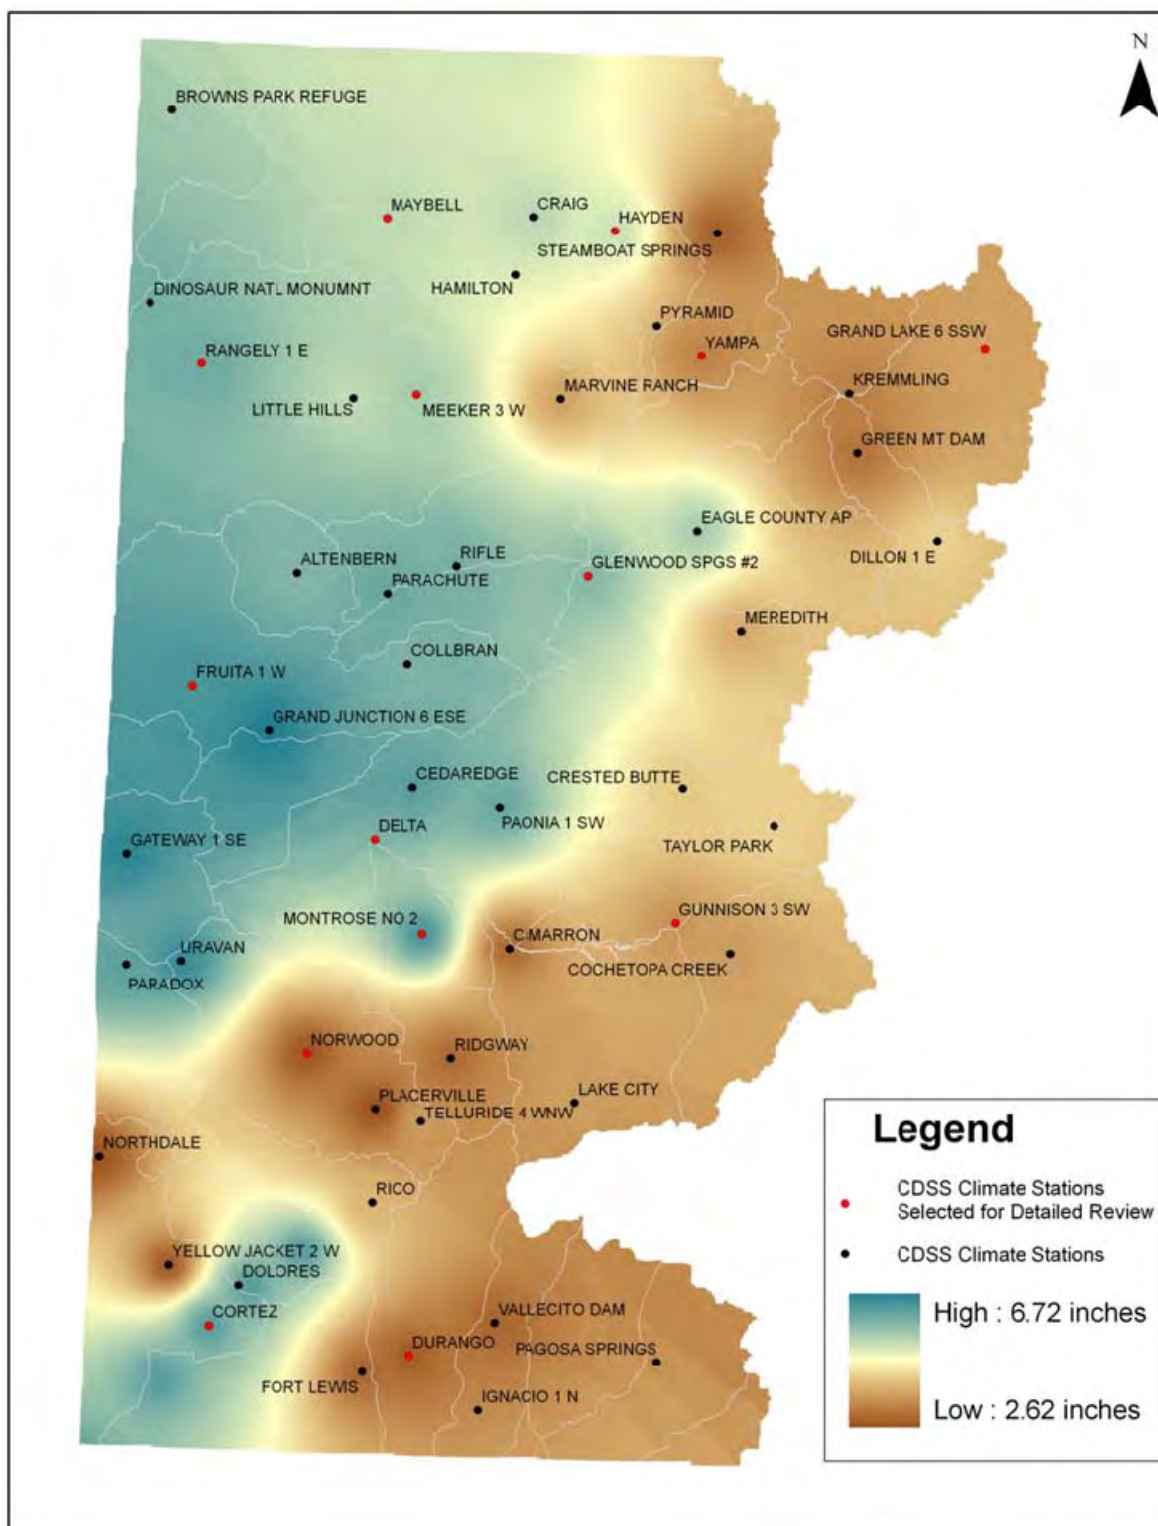 N
BROWNS PARK REFUGE
MAYBELL
CRAIG
HAYDEN
STEAMBOAT SPRINGS
HAMILTON
DINOSAUR NATL MONUMNT
PYRAMID
YAMPA
GRAND LAKE 6 SSW
RANGELY 1 E
KREMMLING
MARVINE RANCH
LITTLE HILLS
MEEKER 3 W
GREEN MT DAM
EAGLE COUNTY AP
DILLON 1 E
ALTENBERN
RIFLE
GLENWOOD SPGS #2
PARACHUTE
MEREDITH
COLLBRAN
FRUITA 1 W
GRAND JUNCTION 6 ESE
CEDAREDGE
CRESTED BUTTE
PAONIA 1 SW
DELTA
GATEWAY 1 SE
TAYLOR PARK
MONTROSE NO 2
GUNNISON 3 SW
CIMARRON
URAVAN
COCHETOPA CREEK
PARADOX
NORWOOD
RIDGWAY
PLACERVILLE
LAKE CITY
TELLURIDE 4 WNW
NORTHDALE
RICO
YELLOW JACKET 2 W
DOLORES
CORTEZ
VALLECITO DAM
DURANGO
PAGOSA SPRINGS
FORT LEWIS
IGNACIO 1 N
Legend
CDSS Climate Stations
Selected for Detailed Review
CDSS Climate Stations
High : 6.72 inches
Low : 2.62 inches